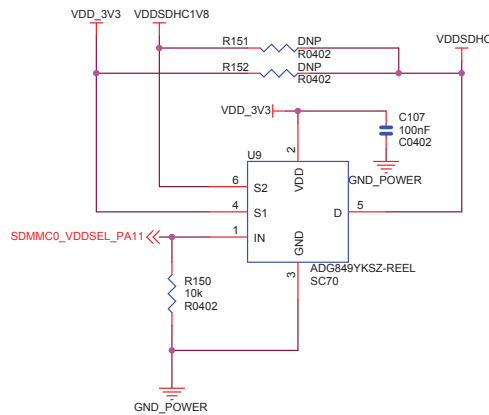 VDD_3V3
VDDSDHC1V8
R151
DNP
R0402
VDDSDHC
R152
DNP
R0402
VDD_3V3
C107
100nF
C0402
GND_POWER
U9
2
VDD
6
S2
4
S1
D
5
SDMMC0_VDDSEL_PA11
1
IN
GND
3
ADG849YKSZ-REEL
SC70
R150
10k
R0402
GND_POWER